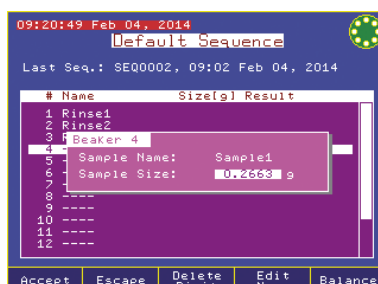 09:20:49 Feb 04, 2014
Default Sequence
Last Seq.: SEQ0002, 09:02 Feb 04, 2014
# Name Size[g] Result
1 Rinse1
2 Rinse2
Beaker 4
4
Sample Name: Sample1
5
6
Sample Size: 0.2663 g
7
8 ----
9 ----
10 ----
11 ----
12 ----
Accept Escape Delete Edit Balance